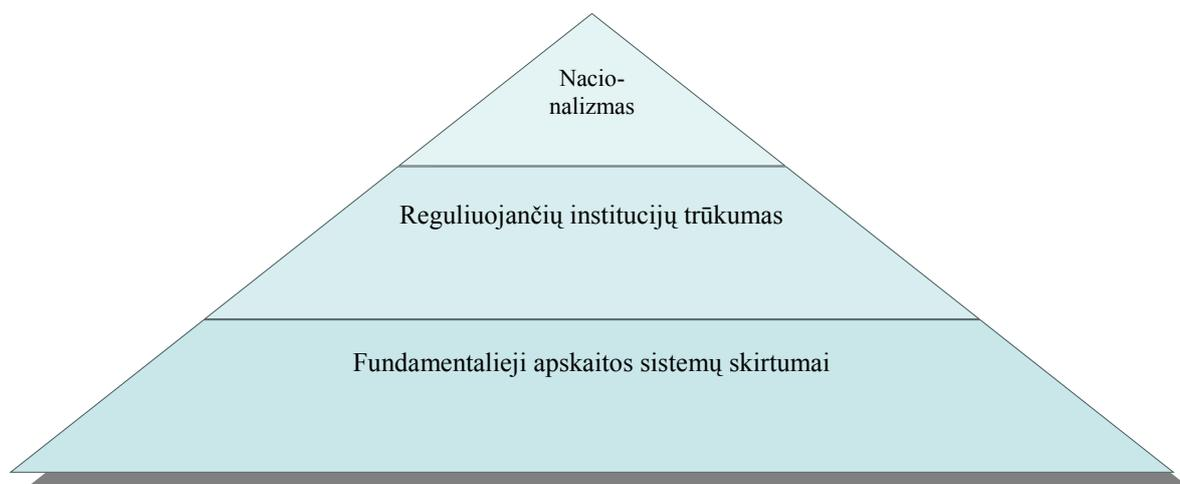 Nacio-
nalizmas
Reguliuojančių institucijų trūkumas
Fundamentalieji apskaitos sistemų skirtumai